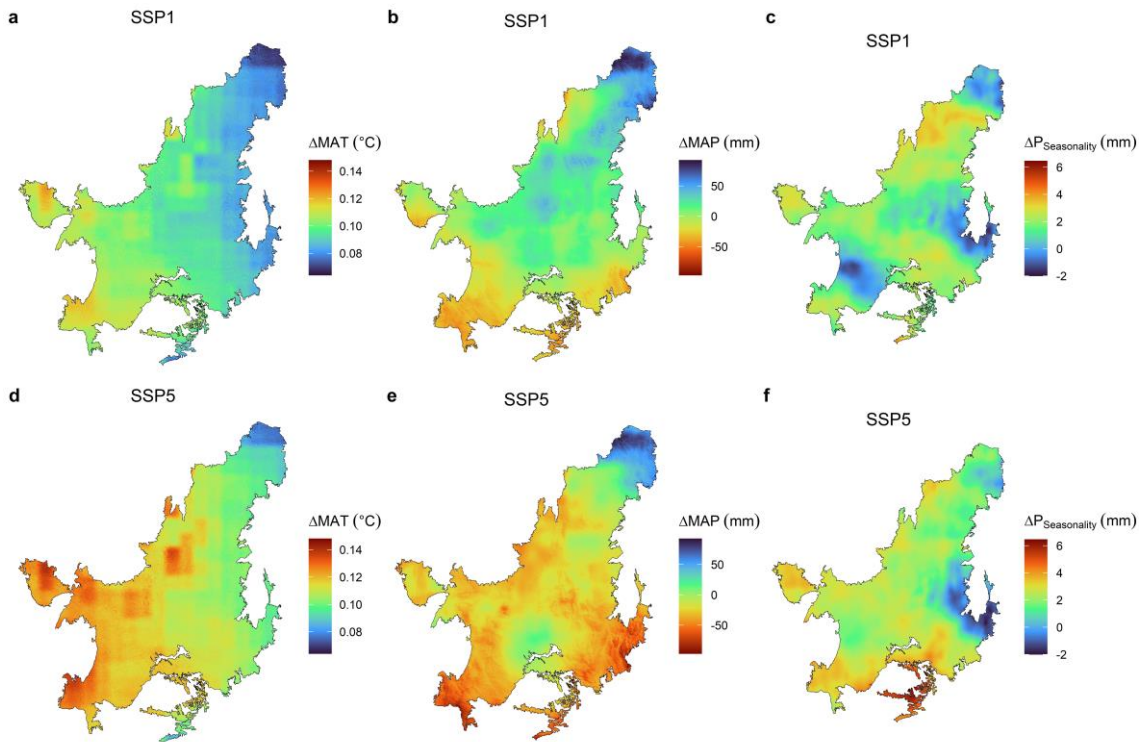 a
SSP1
ΔMAT (°C)
0.14
0.12
0.10
0.08
b
SSP1
ΔMAP (mm)
50
0
-50
c
SSP1
ΔPSeasonality (mm)
6
4
2
0
-2
d
SSP5
ΔMAT (°C)
0.14
0.12
0.10
0.08
e
SSP5
ΔMAP (mm)
50
0
-50
f
SSP5
ΔPSeasonality (mm)
6
4
2
0
-2